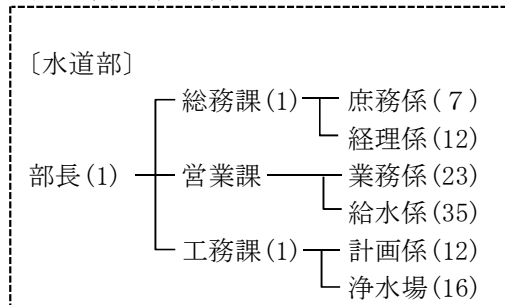 〔水道部〕
総務課(1) 庶務係(7)
経理係(12)
部長(1) 営業課 業務係(23)
給水係(35)
工務課(1) 計画係(12)
浄水場(16)